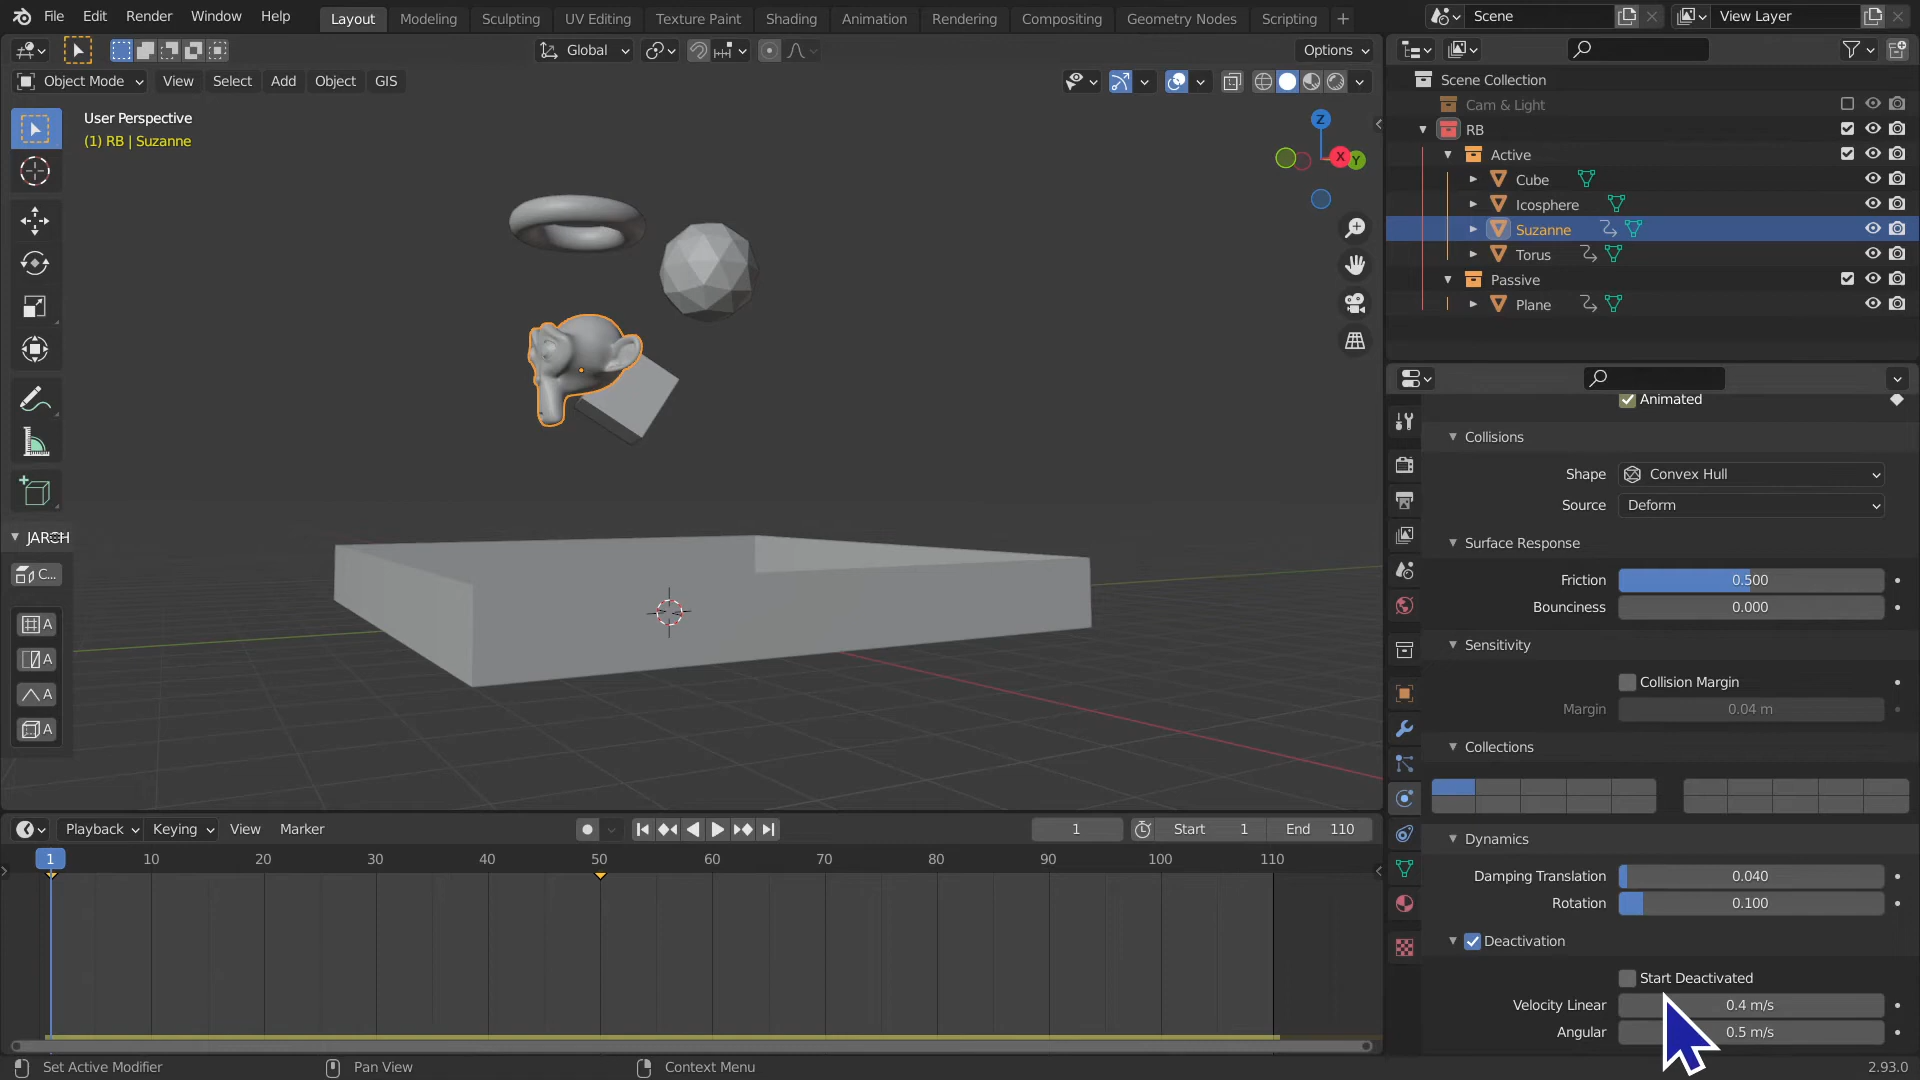 File Edit Render Window Help Layout Modeling Sculpting UV Editing Texture Paint Shading Animation Rendering Compositing Geometry Nodes Scripting + Scene View Layer
Global Options
Object Mode View Select Add Object GIS
User Perspective
(1) RB | Suzanne
Z
X
Y
JARCH
C...
A
A
A
A
Scene Collection
Cam & Light
RB
Active
Cube
Icosphere
Suzanne
Torus
Passive
Plane
Animated
Collisions
Shape Convex Hull
Source Deform
Surface Response
Friction 0.500
Bounciness 0.000
Sensitivity
Collision Margin
Margin 0.04 m
Collections
Dynamics
Damping Translation 0.040
Rotation 0.100
Deactivation
Start Deactivated
Velocity Linear 0.4 m/s
Angular 0.5 m/s
Playback Keying View Marker 1 Start 1 End 110
1 10 20 30 40 50 60 70 80 90 100 110
Set Active Modifier Pan View Context Menu 2.93.0